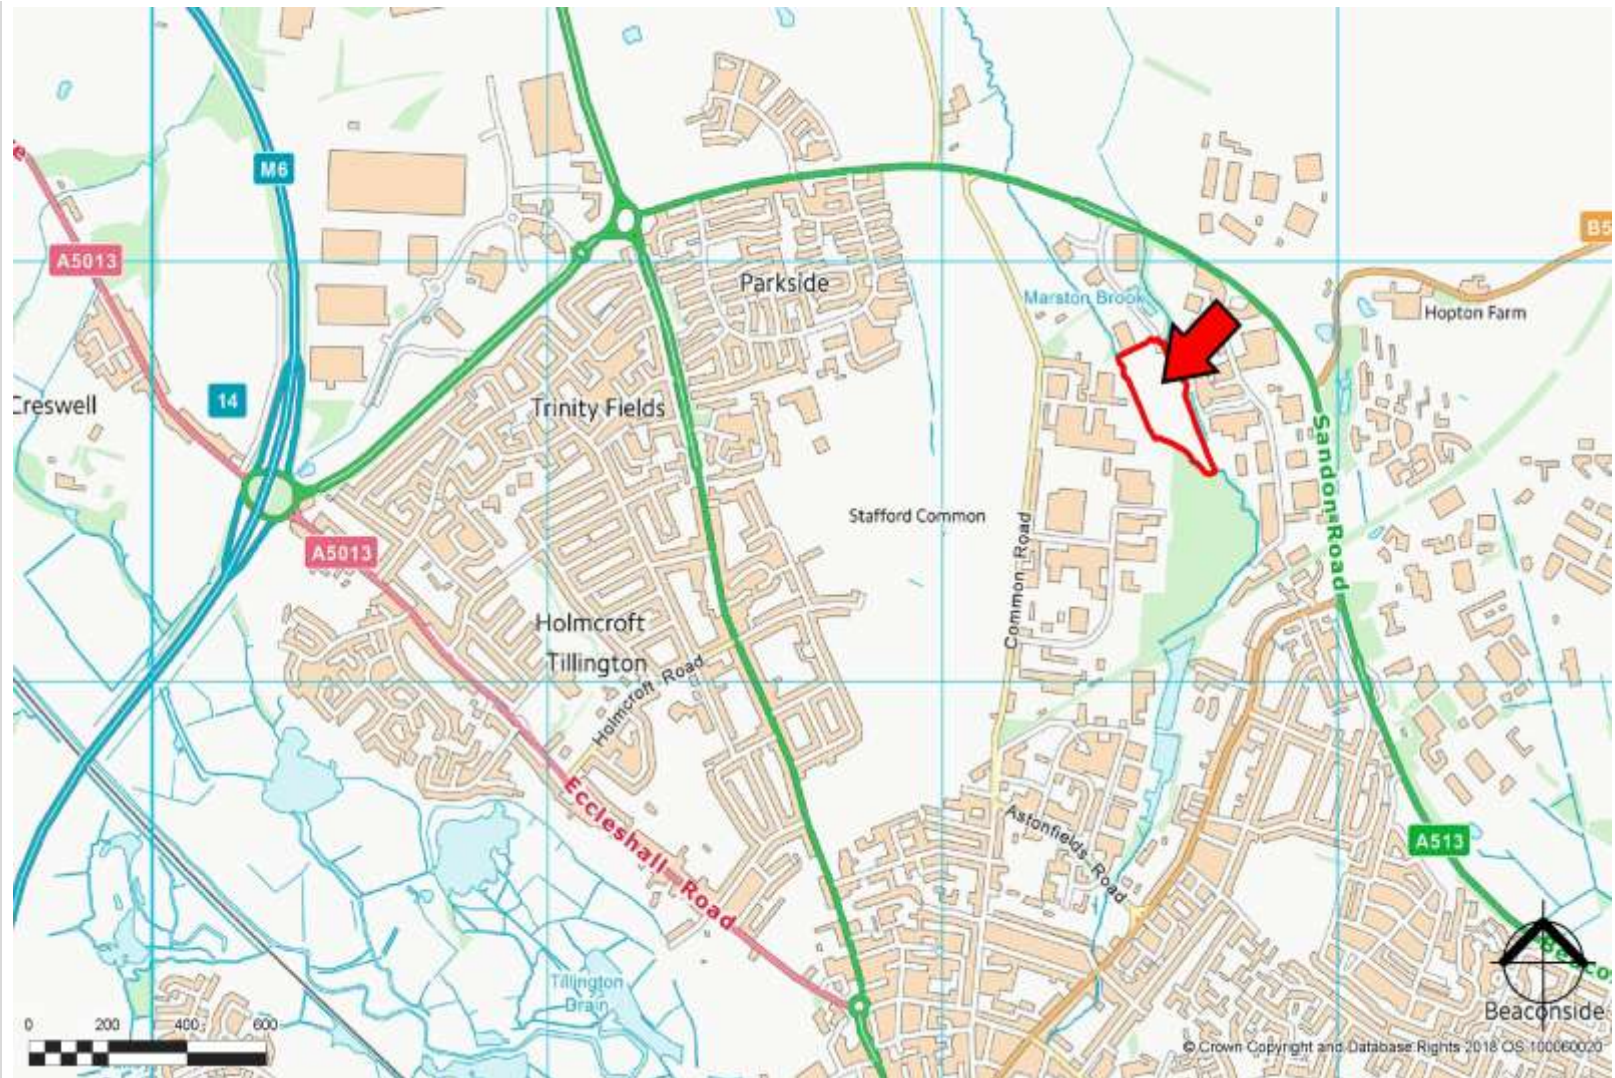 M6
A5013
B5
Parkside
Marston Brook
Hopton Farm
14
Creswell
Trinity Fields
Sandon Road
Stafford Common
A5013
Common Road
Holmcroft
Tillington
Holmcroft Road
Eccleshall Road
Astonfields Road
A513
Tillington
Drain
Beaco
Beaconside
0 200 400 600
© Crown Copyright and Database Rights 2018 OS 100060020